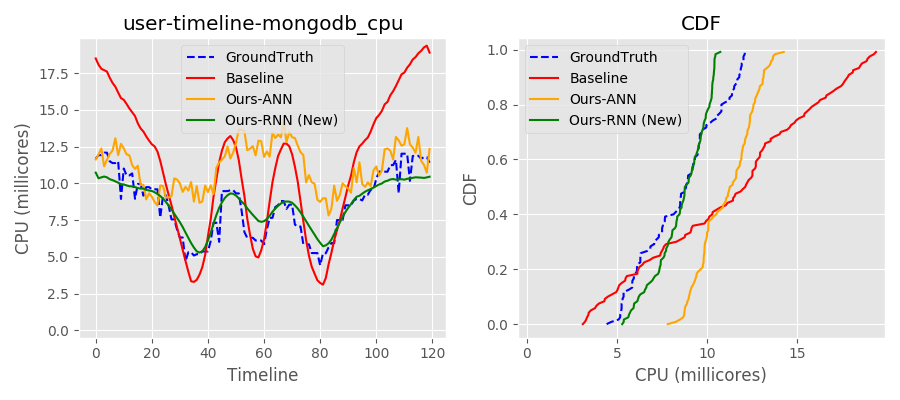 user-timeline-mongodb_cpu
GroundTruth
Baseline
Ours-ANN
Ours-RNN (New)
17.5
15.0
12.5
10.0
7.5
5.0
2.5
0.0
CPU (millicores)
0 20 40 60 80 100 120
Timeline
CDF
GroundTruth
Baseline
Ours-ANN
Ours-RNN (New)
1.0
0.8
0.6
0.4
0.2
0.0
CDF
0 5 10 15
CPU (millicores)